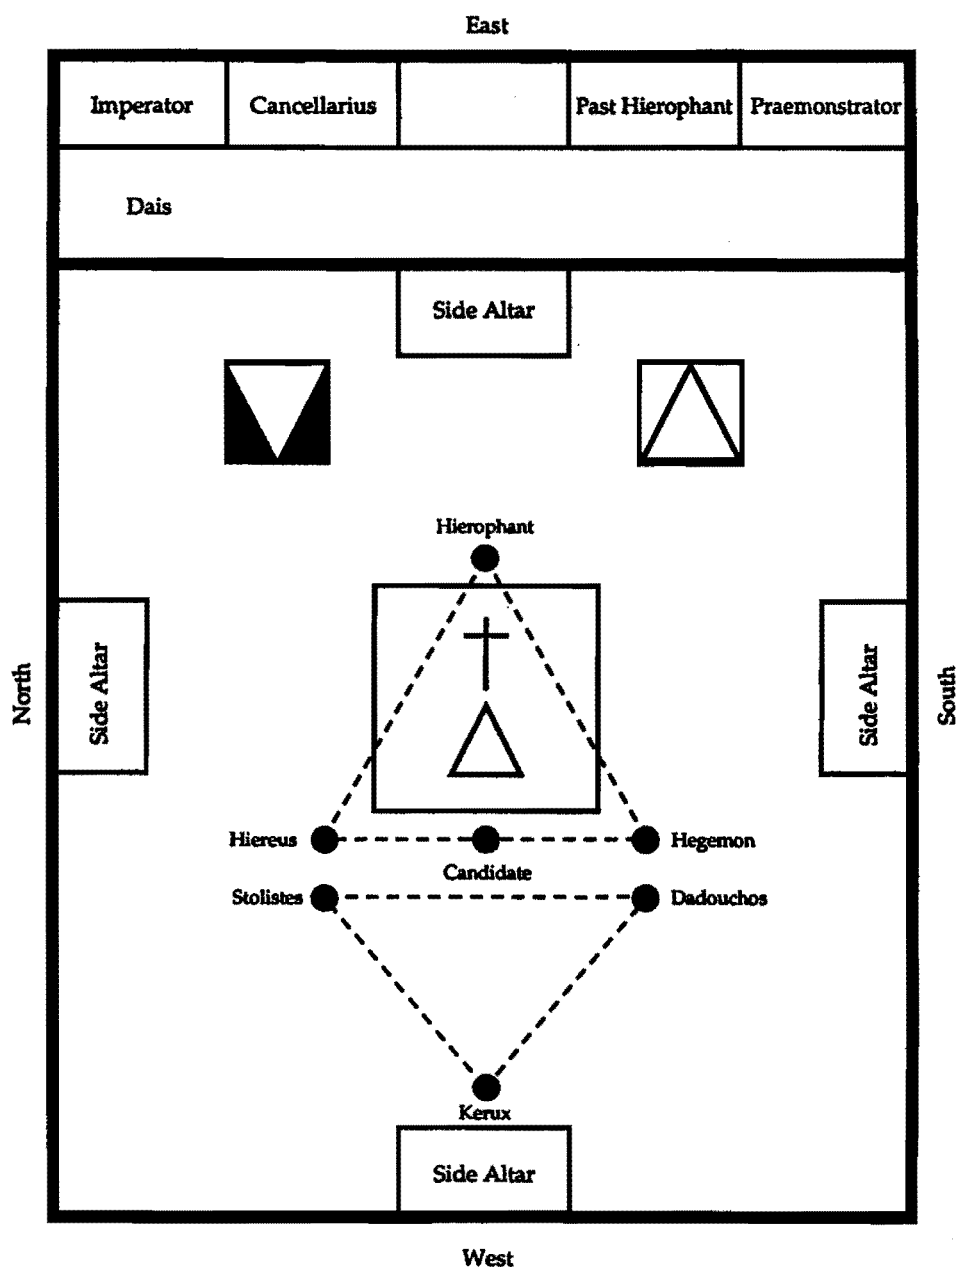 East
Imperator
Cancellarius
Past Hierophant
Praemonstrator
Dais
Side Altar
Hierophant
North
Side Altar
Side Altar
South
Hiereus
Hegemon
Candidate
Stolistes
Dadouchos
Kerux
Side Altar
West